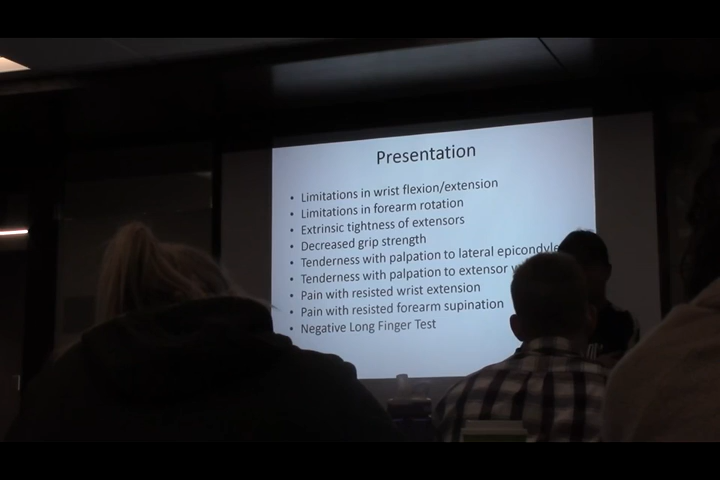 Presentation
• Limitations in wrist flexion/extension
• Limitations in forearm rotation
• Extrinsic tightness of extensors
• Decreased grip strength
• Tenderness with palpation to lateral epicondyle
• Tenderness with palpation to extensor
• Pain with resisted wrist extension
• Pain with resisted forearm supination
• Negative Long Finger Test